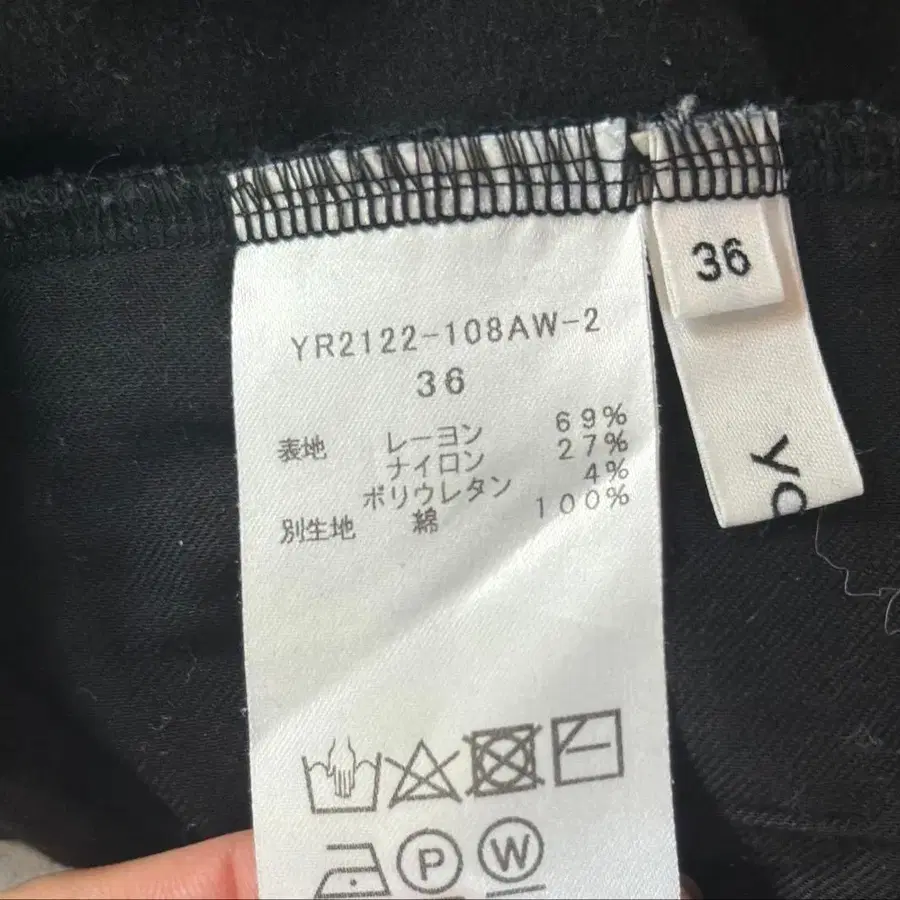 YR2122-108AW-2
36
表地 レーヨン 69%
ナイロン 27%
ポリウレタン 4%
別生地 綿 100%
P
W
36
YO